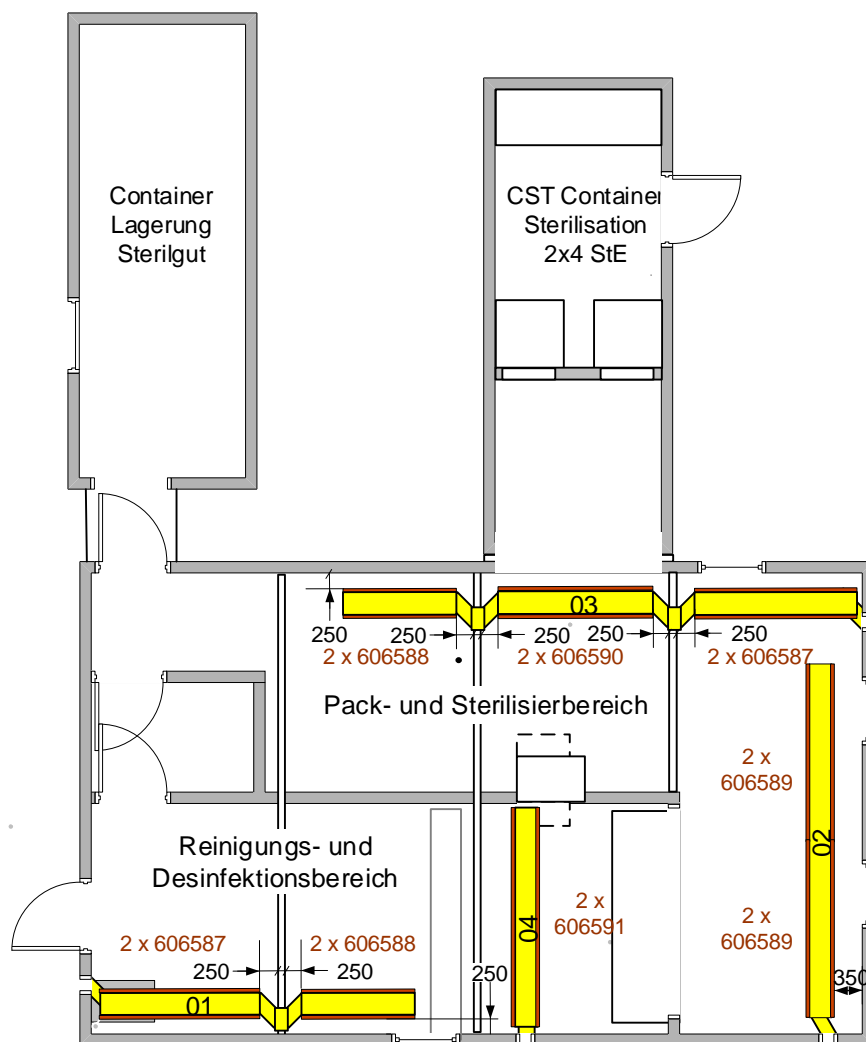 Container
Lagerung
Sterilgut
CST Container
Sterilisation
2x4 StE
03
250
250
250
250
250
2 x 606588
2 x 606590
2 x 606587
Pack- und Sterilisierbereich
2 x
606589
02
Reinigungs- und
Desinfektionsbereich
2 x
606591
04
2 x
606589
2 x 606587
2 x 606588
250
250
250
350
01